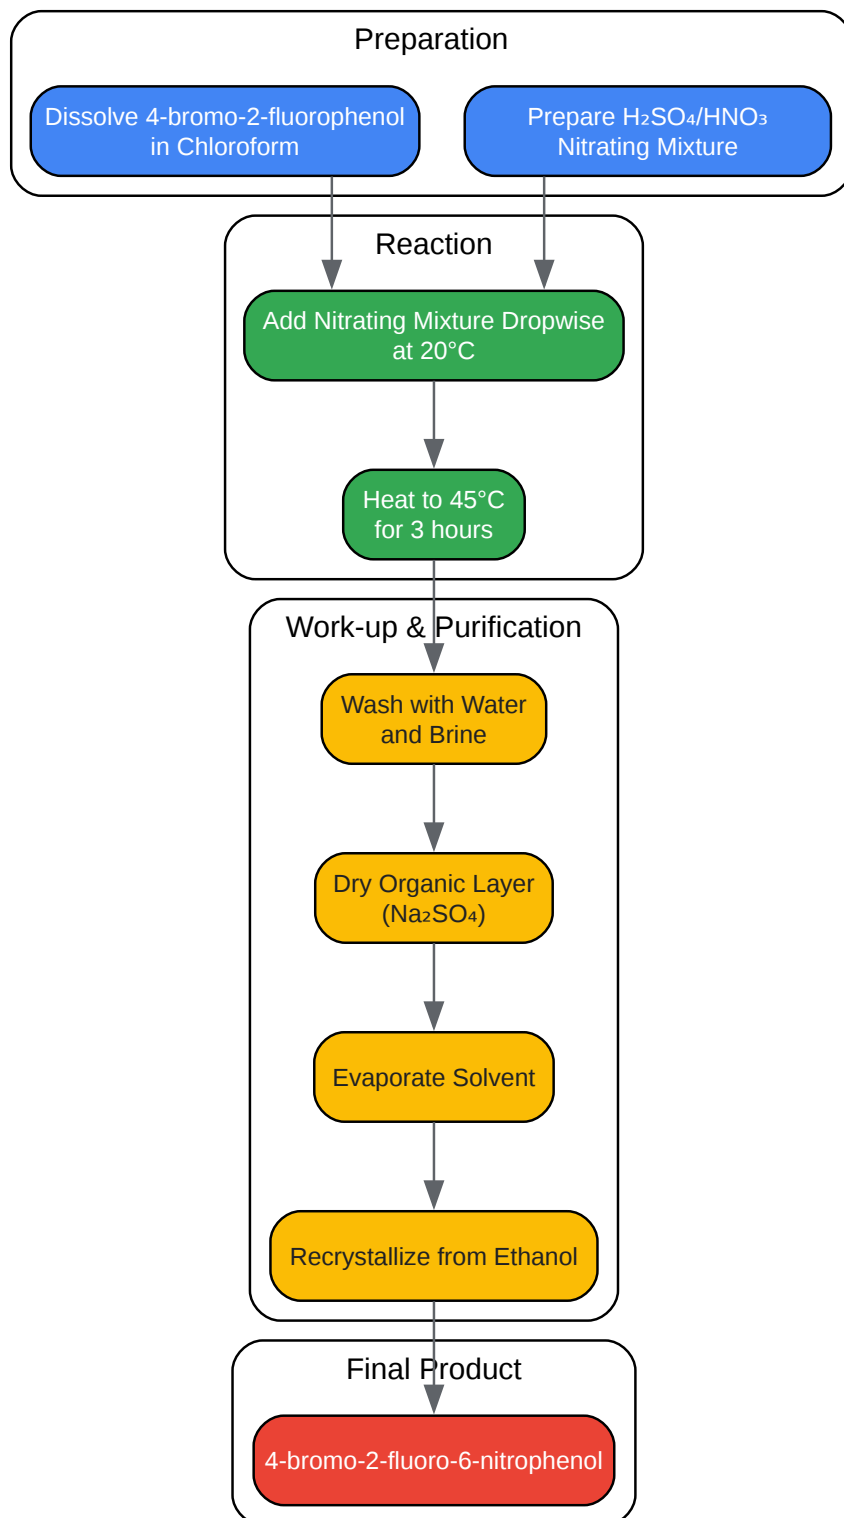 Preparation
Dissolve 4-bromo-2-fluorophenol
in Chloroform
Prepare H₂SO₄/HNO₃
Nitrating Mixture
Reaction
Add Nitrating Mixture Dropwise
at 20°C
Heat to 45°C
for 3 hours
Work-up & Purification
Wash with Water
and Brine
Dry Organic Layer
(Na₂SO₄)
Evaporate Solvent
Recrystallize from Ethanol
Final Product
4-bromo-2-fluoro-6-nitrophenol